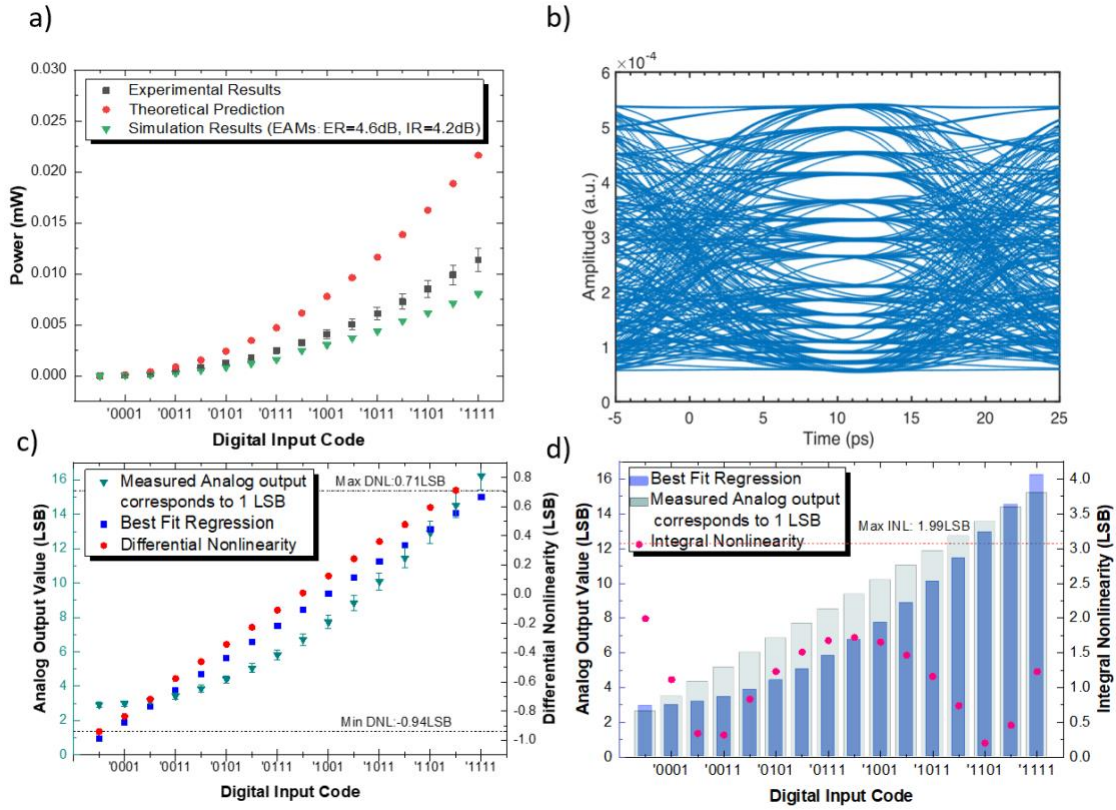 a)
0.030
0.025
0.020
0.015
0.010
0.005
0.000
Power (mW)
Experimental Results
Theoretical Prediction
Simulation Results (EAMs: ER=4.6dB, IR=4.2dB)
'0001 '0011 '0101 '0111 '1001 '1011 '1101 '1111
Digital Input Code
b)
×10⁻⁴
6
5
4
3
2
1
0
Amplitude (a.u.)
-5 0 5 10 15 20 25
Time (ps)
c)
16
14
12
10
8
6
4
2
0
Analog Output Value (LSB)
Measured Analog output
corresponds to 1 LSB
Best Fit Regression
Differential Nonlinearity
Max DNL:0.71LSB
Min DNL:-0.94LSB
0.8
0.6
0.4
0.2
0.0
-0.2
-0.4
-0.6
-0.8
-1.0
Differential Nonlinearity (LSB)
'0001 '0011 '0101 '0111 '1001 '1011 '1101 '1111
Digital Input Code
d)
16
14
12
10
8
6
4
2
0
Analog Output Value (LSB)
Best Fit Regression
Measured Analog output
corresponds to 1 LSB
Integral Nonlinearity
Max INL: 1.99LSB
4.0
3.5
3.0
2.5
2.0
1.5
1.0
0.5
0.0
Integral Nonlinearity (LSB)
'0001 '0011 '0101 '0111 '1001 '1011 '1101 '1111
Digital Input Code